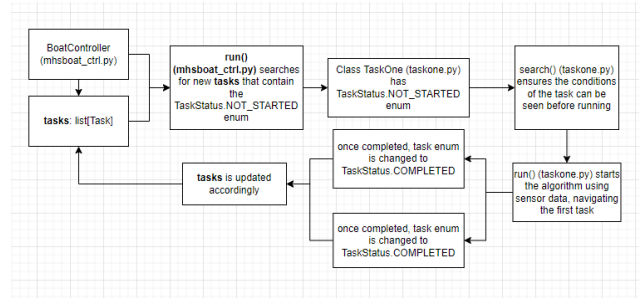 BoatController
(mhsboat_ctrl.py)
tasks: list[Task]
run()
(mhsboat_ctrl.py) searches
for new tasks that contain
the
TaskStatus.NOT_STARTED
enum
Class TaskOne (taskone.py)
has
TaskStatus.NOT_STARTED
enum
search() (taskone.py)
ensures the conditions
of the task can be
seen before running
run() (taskone.py) starts
the algorithm using
sensor data, navigating
the first task
once completed, task enum
is changed to
TaskStatus.COMPLETED
once completed, task enum
is changed to
TaskStatus.COMPLETED
tasks is updated
accordingly